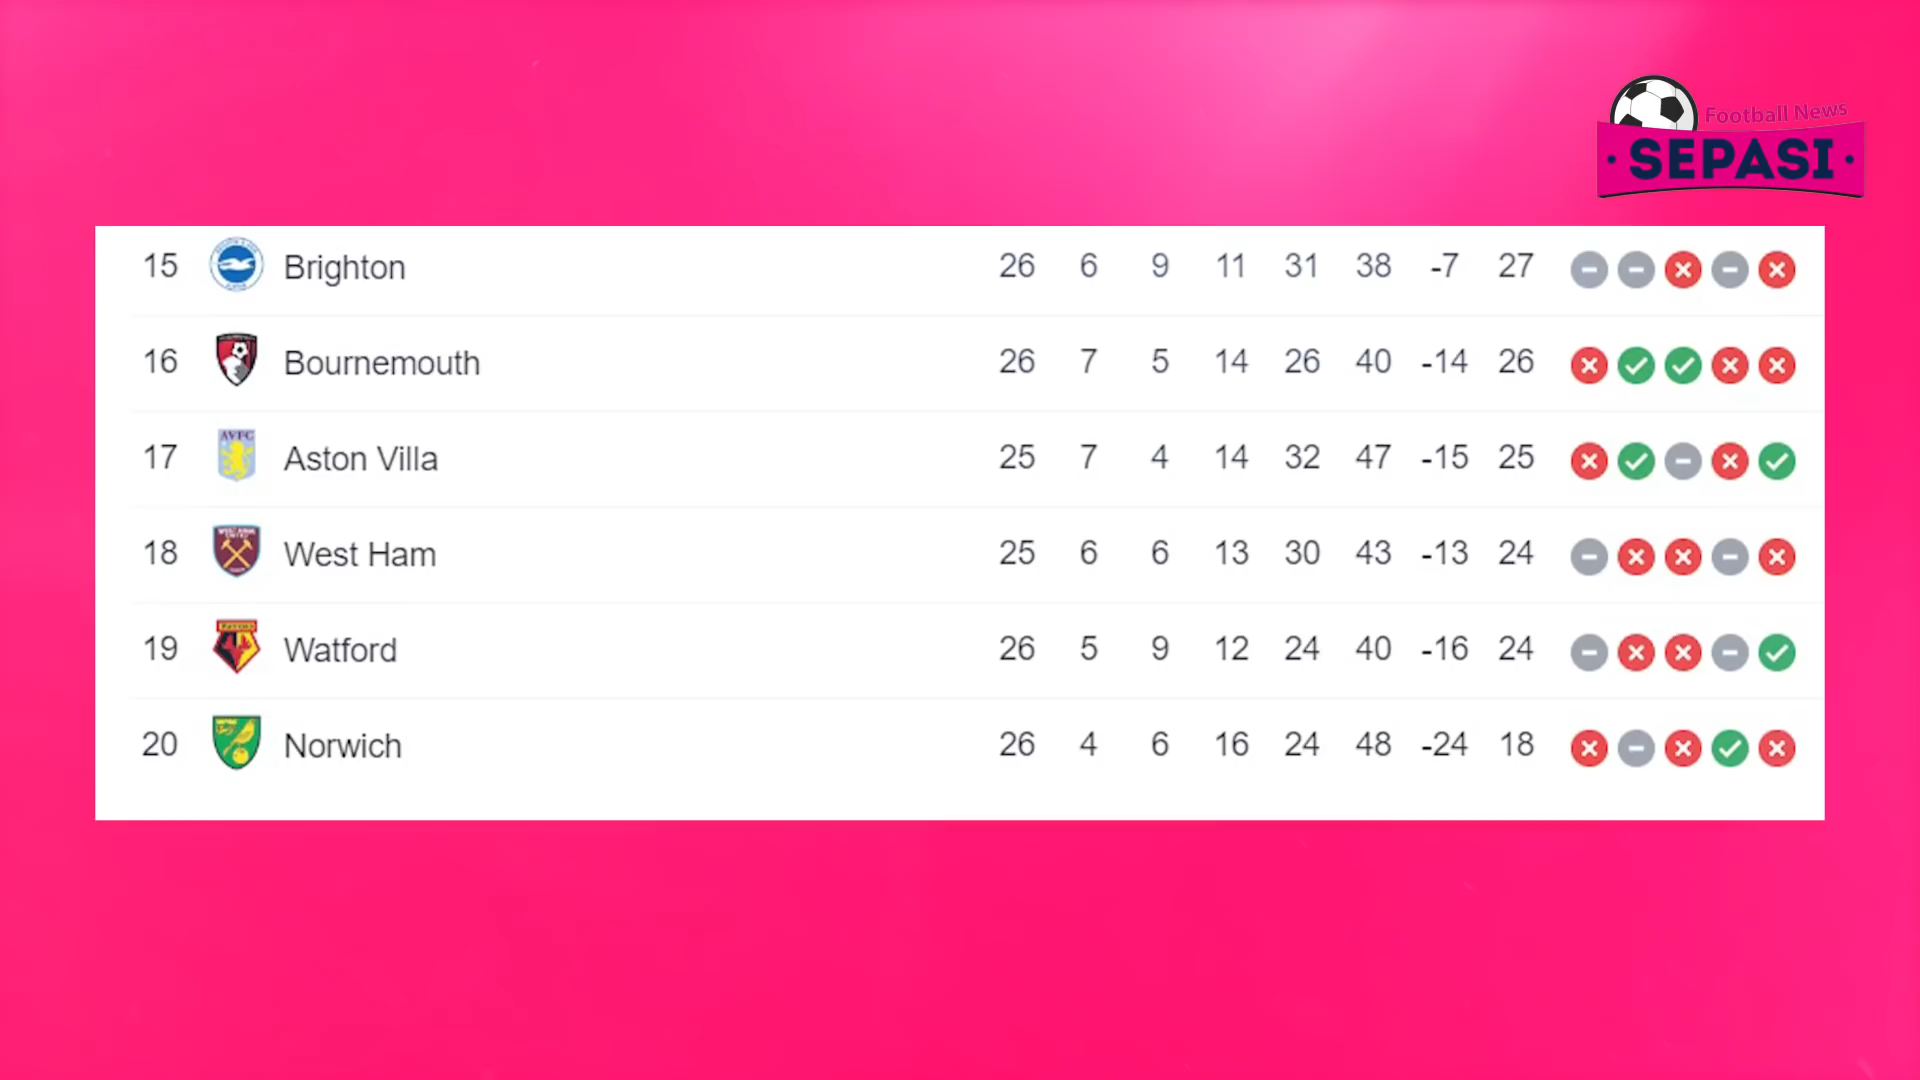 Football News
· SEPASI ·
15 Brighton 26 6 9 11 31 38 -7 27
16 Bournemouth 26 7 5 14 26 40 -14 26
17 AVFC Aston Villa 25 7 4 14 32 47 -15 25
18 West Ham 25 6 6 13 30 43 -13 24
19 Watford 26 5 9 12 24 40 -16 24
20 Norwich 26 4 6 16 24 48 -24 18